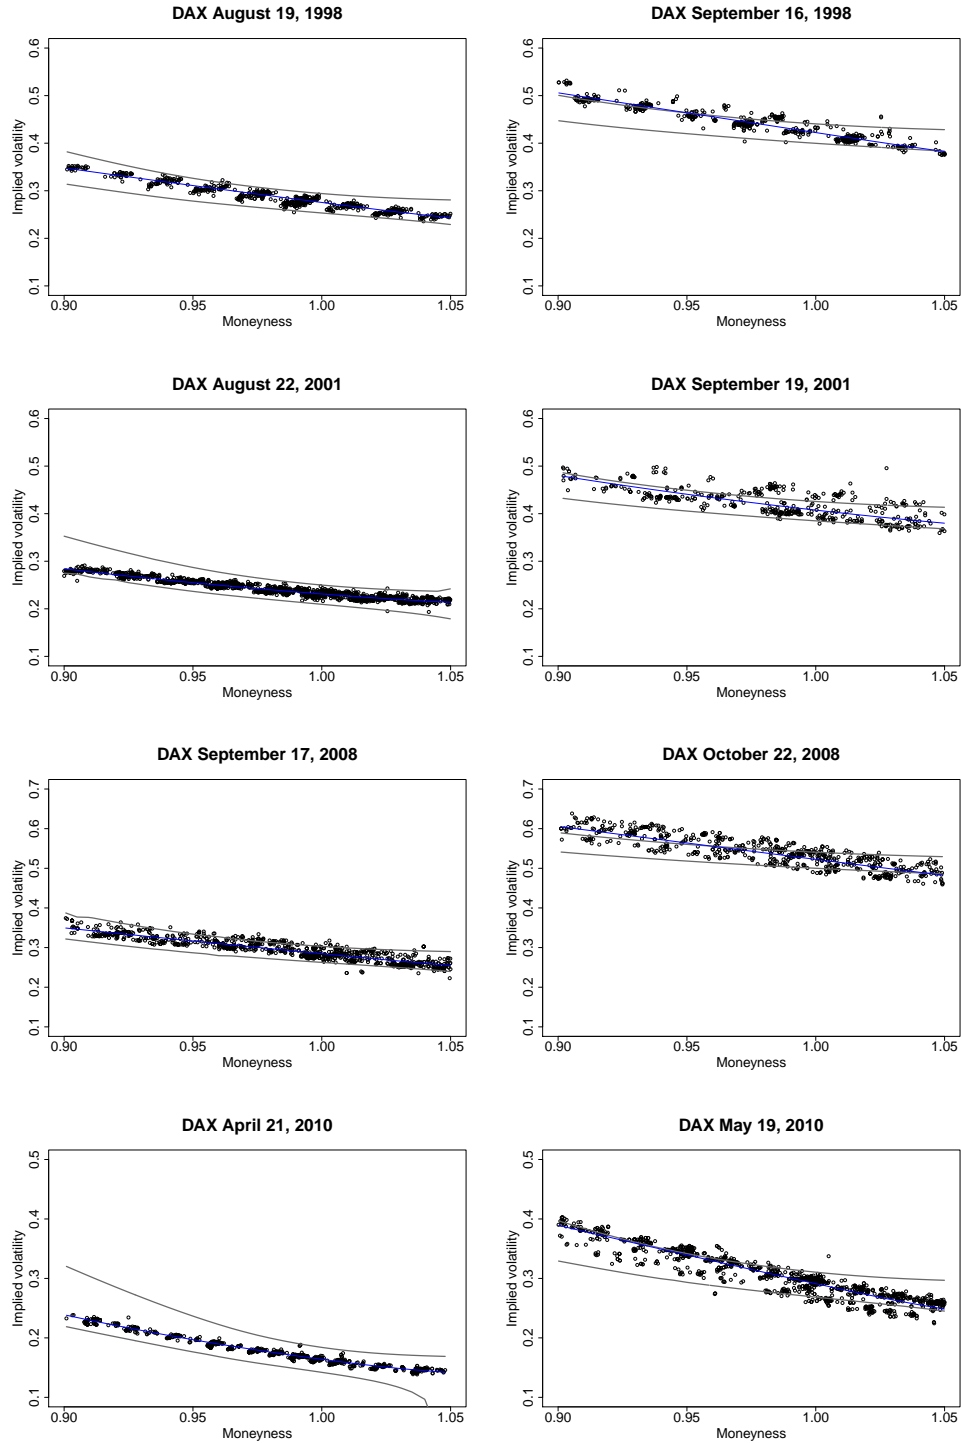 DAX August 19, 1998
Implied volatility
0.1 0.2 0.3 0.4 0.5 0.6
0.90 0.95 1.00 1.05
Moneyness
DAX September 16, 1998
Implied volatility
0.1 0.2 0.3 0.4 0.5 0.6
0.90 0.95 1.00 1.05
Moneyness
DAX August 22, 2001
Implied volatility
0.1 0.2 0.3 0.4 0.5 0.6
0.90 0.95 1.00 1.05
Moneyness
DAX September 19, 2001
Implied volatility
0.1 0.2 0.3 0.4 0.5 0.6
0.90 0.95 1.00 1.05
Moneyness
DAX September 17, 2008
Implied volatility
0.1 0.2 0.3 0.4 0.5 0.6 0.7
0.90 0.95 1.00 1.05
Moneyness
DAX October 22, 2008
Implied volatility
0.1 0.2 0.3 0.4 0.5 0.6 0.7
0.90 0.95 1.00 1.05
Moneyness
DAX April 21, 2010
Implied volatility
0.1 0.2 0.3 0.4 0.5
0.90 0.95 1.00 1.05
Moneyness
DAX May 19, 2010
Implied volatility
0.1 0.2 0.3 0.4 0.5
0.90 0.95 1.00 1.05
Moneyness